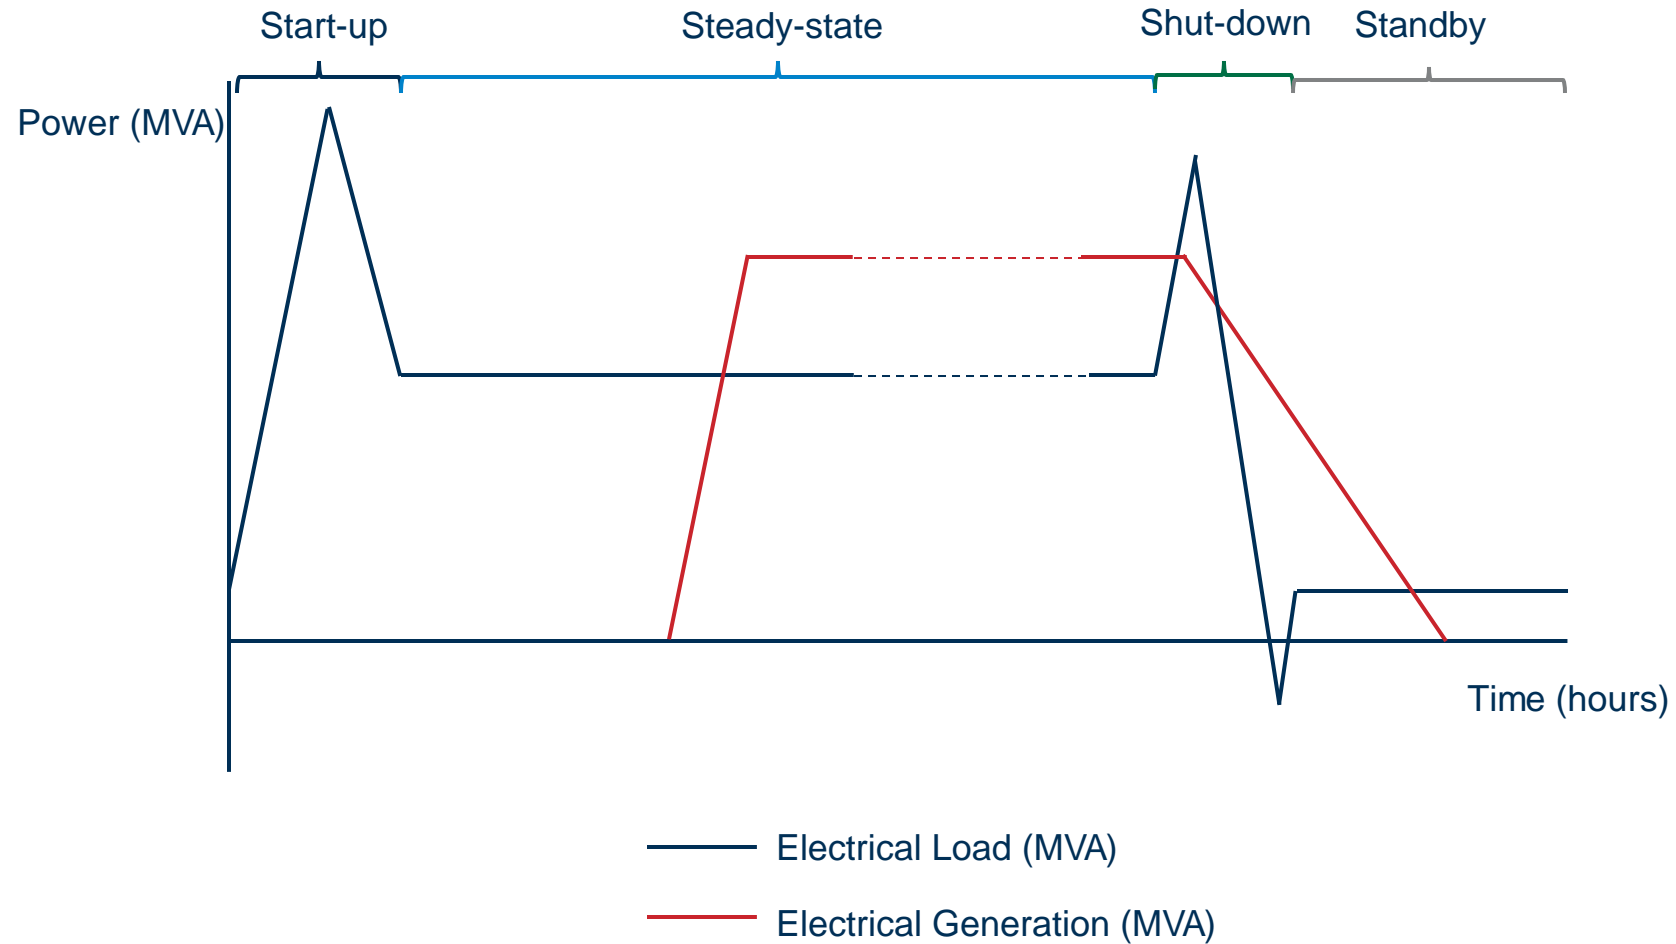 Start-up
Steady-state
Shut-down
Standby
Power (MVA)
Time (hours)
Electrical Load (MVA)
Electrical Generation (MVA)